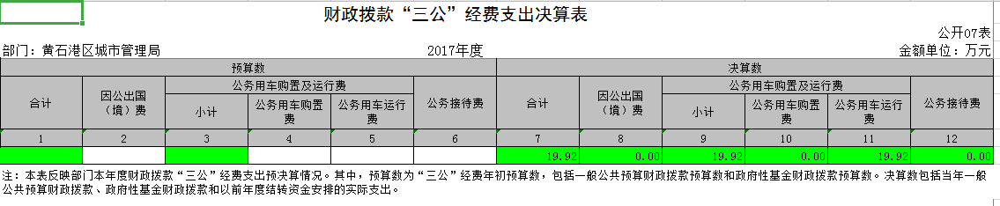 财政拨款“三公”经费支出决算表
公开07表
部门：黄石港区城市管理局 2017年度 金额单位：万元
预算数 决算数
合计 因公出国（境）费 公务用车购置及运行费 公务接待费 合计 因公出国（境）费 公务用车购置及运行费 公务接待费
小计 公务用车购置费 公务用车运行费 小计 公务用车购置费 公务用车运行费
1 2 3 4 5 6 7 8 9 10 11 12
19.92 0.00 19.92 0.00 19.92 0.00
注：本表反映部门本年度财政拨款“三公”经费支出预决算情况。其中，预算数为“三公”经费年初预算数，包括一般公共预算财政拨款预算数和政府性基金财政拨款预算数。决算数包括当年一般
公共预算财政拨款、政府性基金财政拨款和以前年度结转资金安排的实际支出。